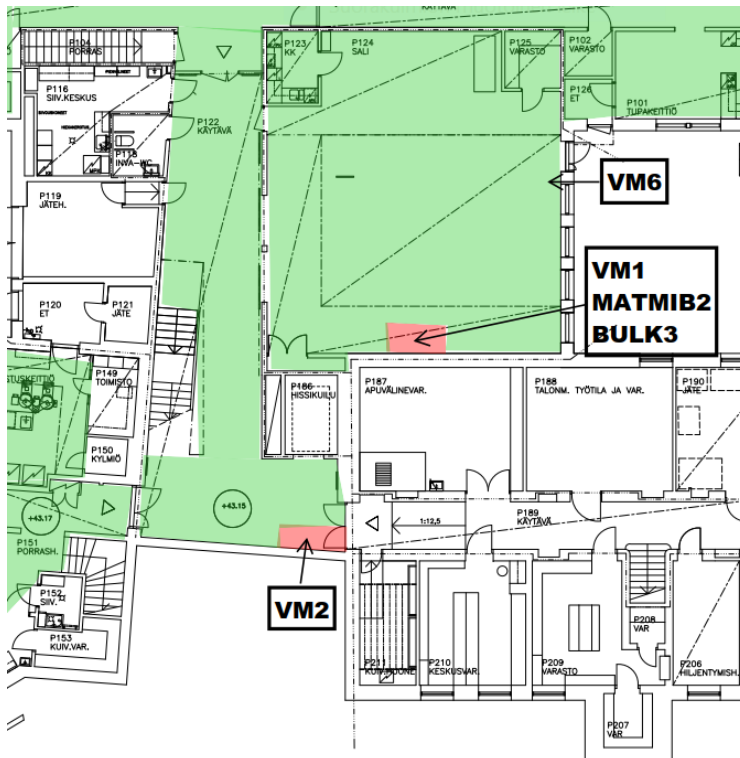 KÄYTÄVÄ
P104
PORRAS
P123
KK
P124
SALI
P125
VARASTO
P102
VARASTO
P116
SIIV.KESKUS
P126
ET
P101
TUPAKEITTIÖ
P122
KÄYTÄVÄ
P118
INVA-WC
VM6
P119
JÄTEH.
VM1
MATMIB2
BULK3
P120
ET
P121
JÄTE
P149
TOIMISTO
P186
HISSIKUILU
P187
APUVÄLINEVAR.
P188
TALONM. TYÖTILA JA VAR.
P190
JÄTE
P150
KYLMIÖ
+43.17
+43.15
1:12,5
P189
KÄYTÄVÄ
P151
PORRASH.
VM2
P152
SIIV.
P153
KUIV.VAR.
P211
KUIV.HUONE
P210
KESKUSVAR.
P209
VARASTO
P208
VAR
P206
HILJENTYMISH.
P207
VAR